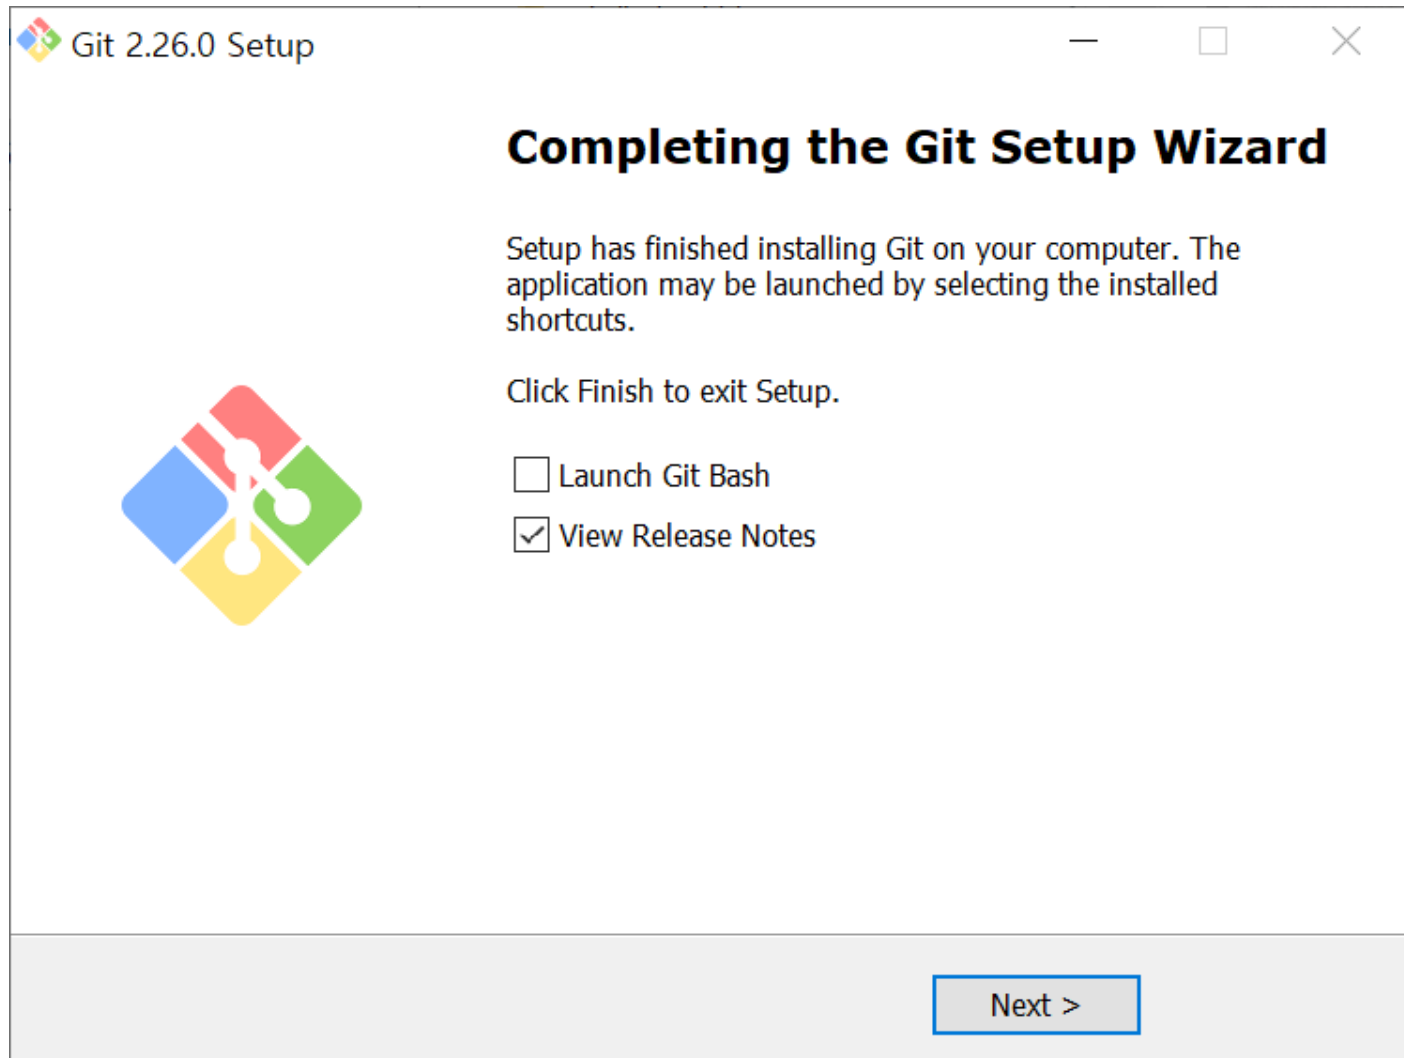 Git 2.26.0 Setup
Completing the Git Setup Wizard
Setup has finished installing Git on your computer. The
application may be launched by selecting the installed
shortcuts.
Click Finish to exit Setup.
Launch Git Bash
View Release Notes
Next >